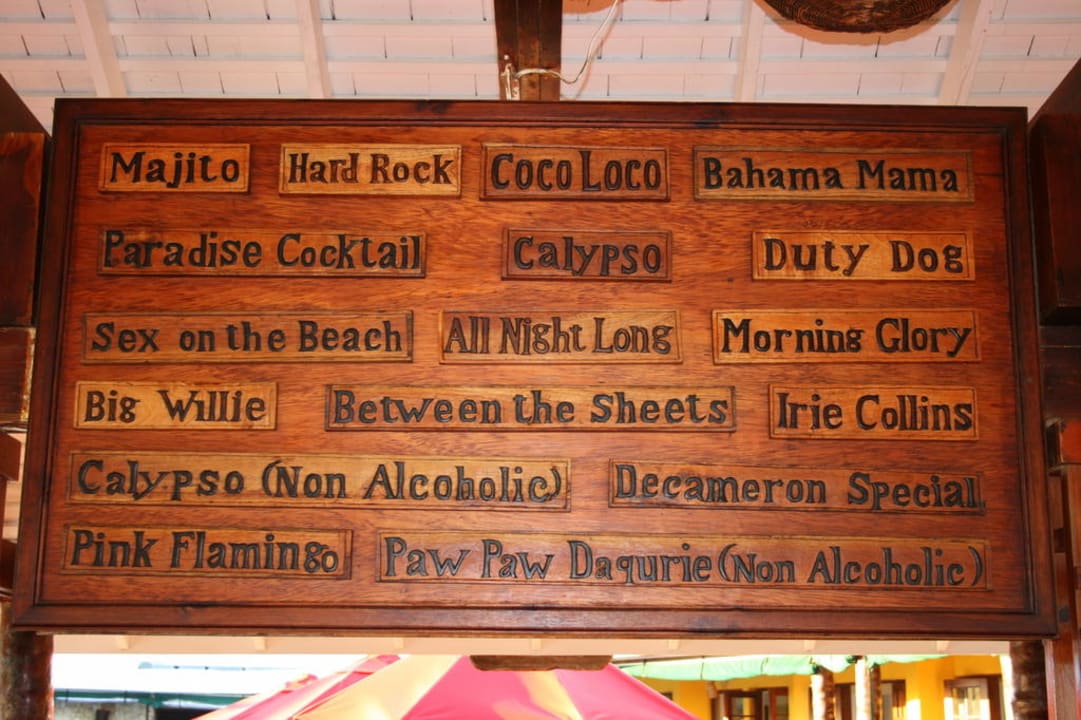 Majito Hard Rock Coco Loco Bahama Mama
Paradise Cocktail Calypso Duty Dog
Sex on the Beach All Night Long Morning Glory
Big Willie Between the Sheets Irie Collins
Calypso (Non Alcoholic) Decameron Special
Pink Flamingo Paw Paw Daqurie (Non Alcoholic)